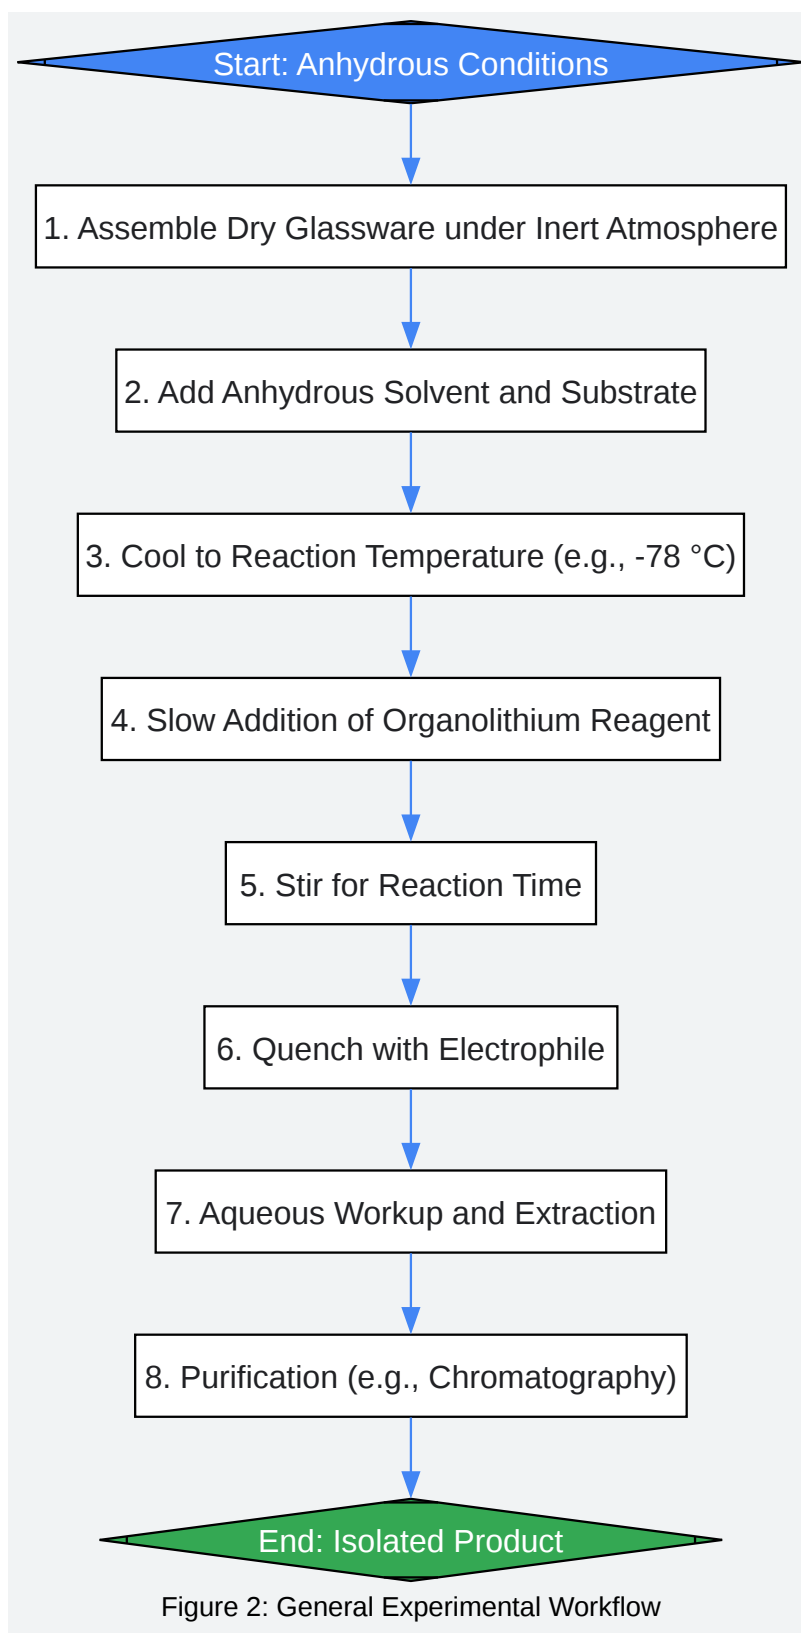 Start: Anhydrous Conditions
1. Assemble Dry Glassware under Inert Atmosphere
2. Add Anhydrous Solvent and Substrate
3. Cool to Reaction Temperature (e.g., -78 °C)
4. Slow Addition of Organolithium Reagent
5. Stir for Reaction Time
6. Quench with Electrophile
7. Aqueous Workup and Extraction
8. Purification (e.g., Chromatography)
End: Isolated Product
Figure 2: General Experimental Workflow